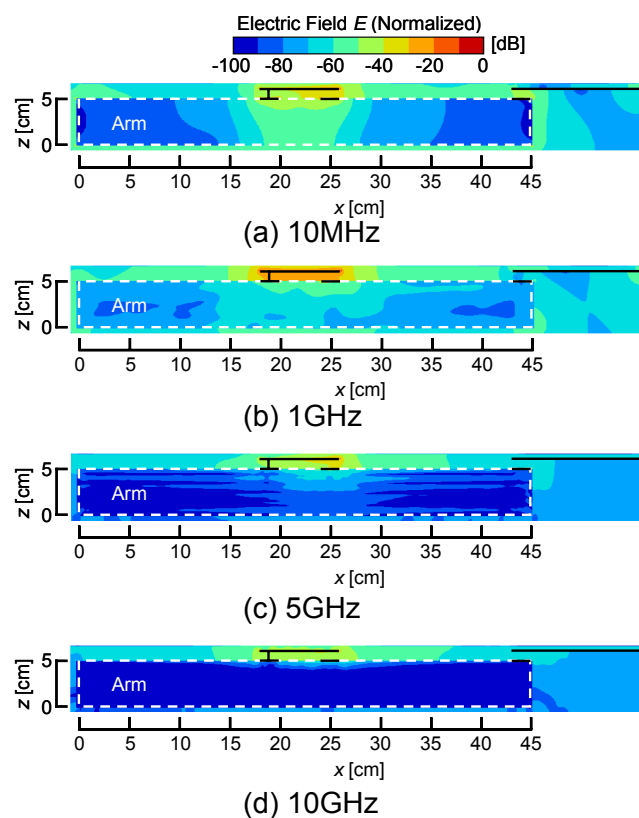 Electric Field E (Normalized)
[dB]
-100 -80 -60 -40 -20 0
z [cm]
5
0
Arm
0 5 10 15 20 25 30 35 40 45
x [cm]
(a) 10MHz
z [cm]
5
0
Arm
0 5 10 15 20 25 30 35 40 45
x [cm]
(b) 1GHz
z [cm]
5
0
Arm
0 5 10 15 20 25 30 35 40 45
x [cm]
(c) 5GHz
z [cm]
5
0
Arm
0 5 10 15 20 25 30 35 40 45
x [cm]
(d) 10GHz